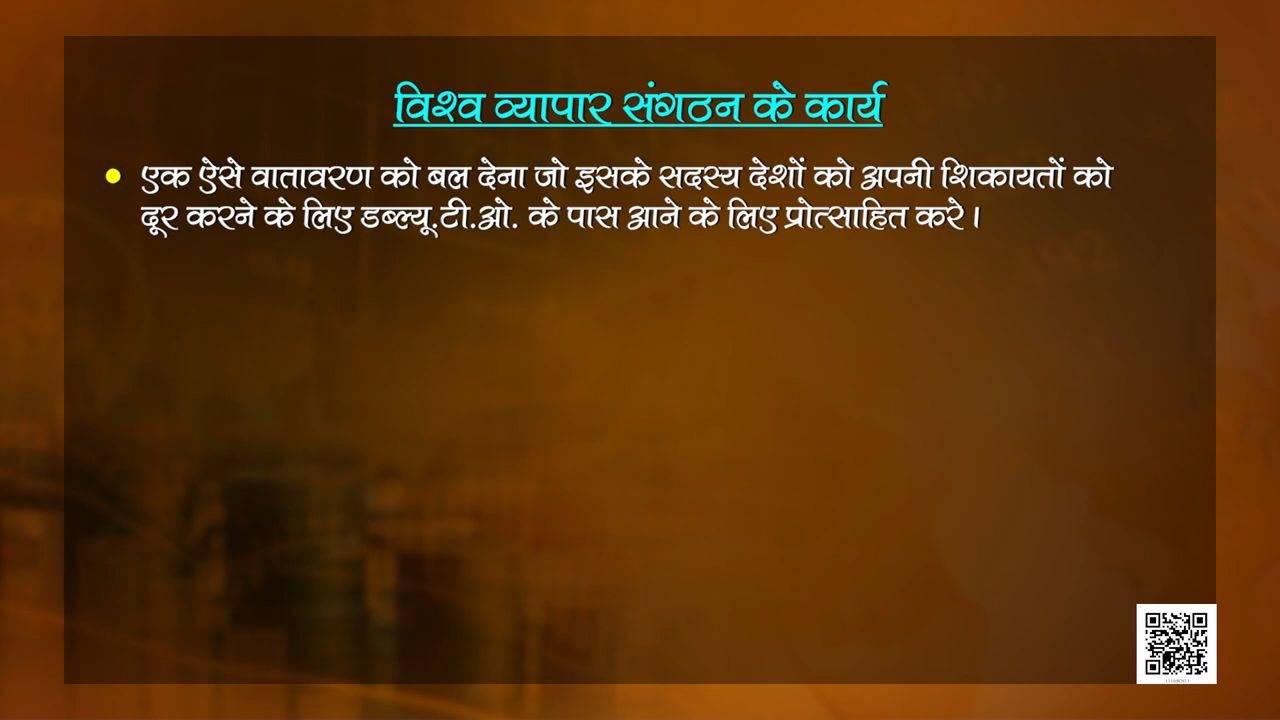 विश्व व्यापार संगठन के कार्य
• एक ऐसे वातावरण को बल देना जो इसके सदस्य देशों को अपनी शिकायतों को
दूर करने के लिए डब्ल्यू.टी.ओ. के पास आने के लिए प्रोत्साहित करे।